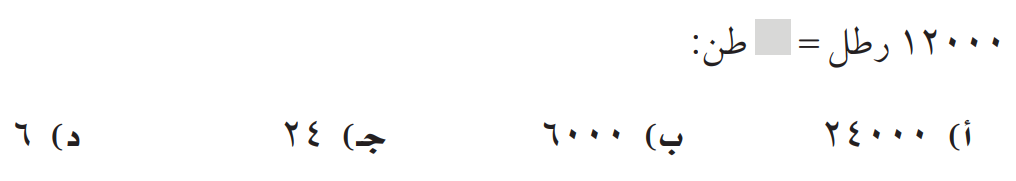 ١٢٠٠٠ رطل = طن:
أ) ٢٤٠٠٠ ب) ٦٠٠٠ جـ) ٢٤ د) ٦